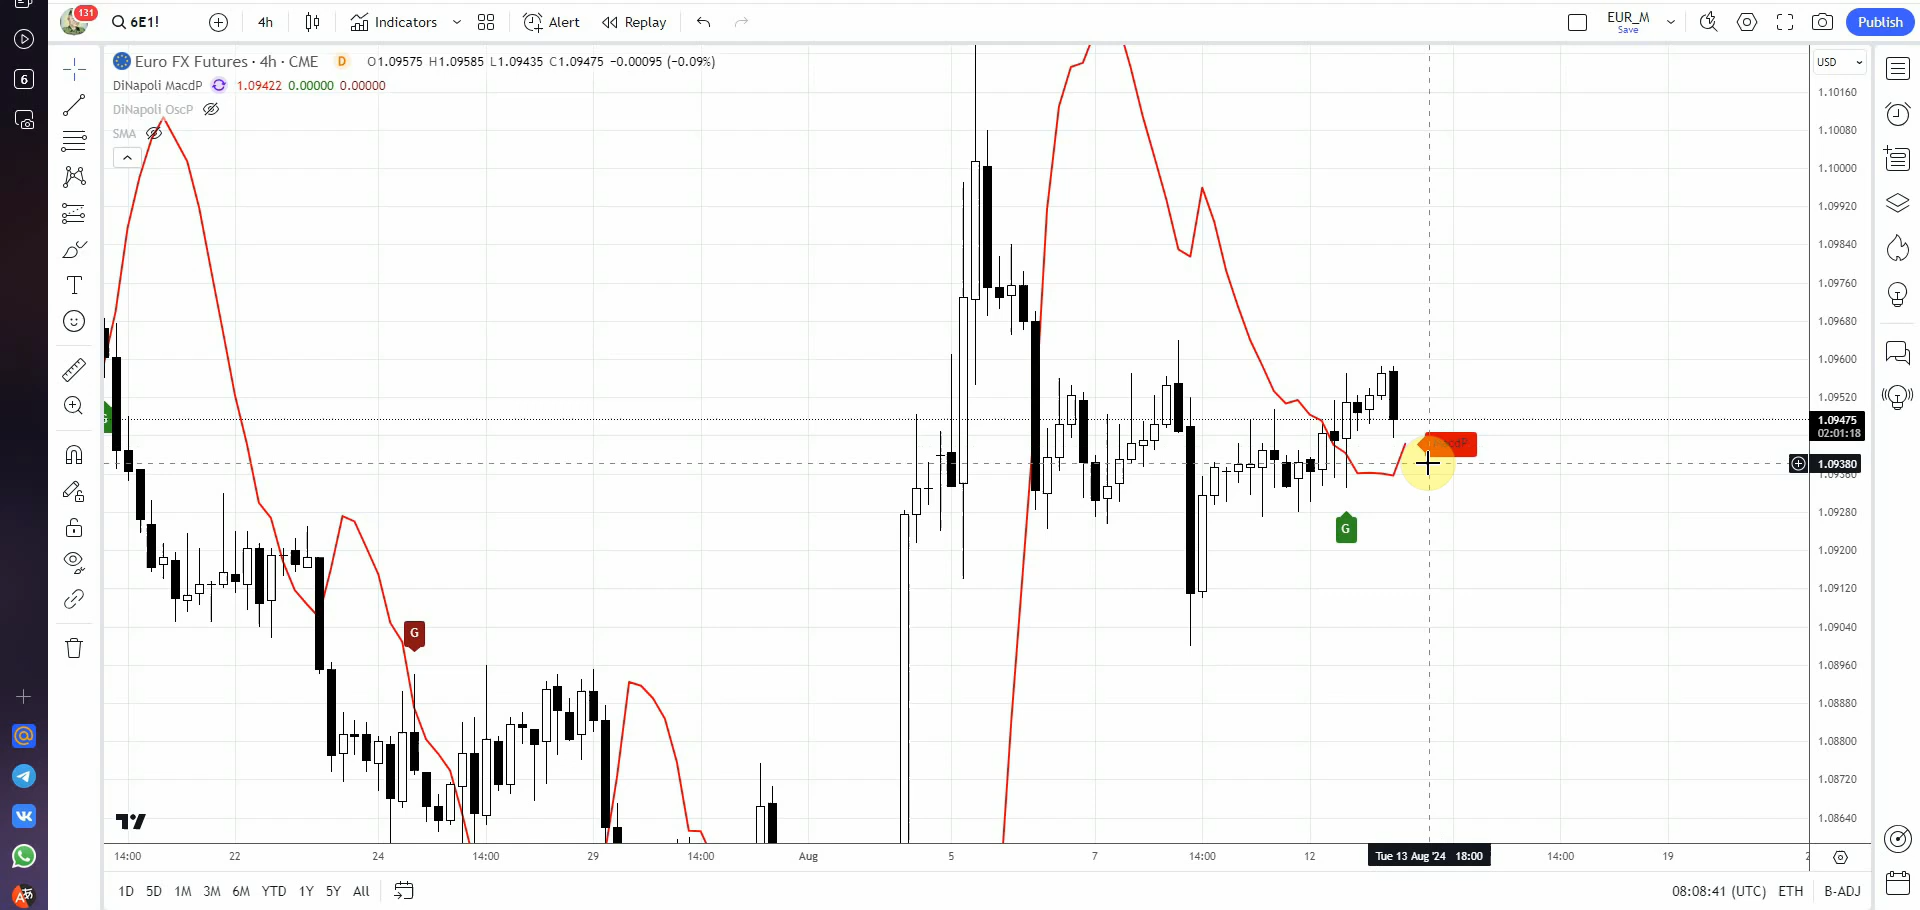 131
6E1!
4h
Indicators
Alert
Replay
EUR_M
Save
Publish
6
Euro FX Futures · 4h · CME D O1.09575 H1.09585 L1.09435 C1.09475 −0.00095 (−0.09%)
DiNapoli MacdP 1.09422 0.00000 0.00000
DiNapoli OscP
SMA
USD
1.10160
1.10080
1.10000
1.09920
1.09840
1.09760
1.09680
1.09600
1.09520
1.09475
02:01:18
1.09380
1.09280
1.09200
1.09120
1.09040
1.08960
1.08880
1.08800
1.08720
1.08640
G
G
G
14:00 22 24 14:00 29 14:00 Aug 5 7 14:00 12 Tue 13 Aug '24 18:00 14:00 19
1D 5D 1M 3M 6M YTD 1Y 5Y All
08:08:41 (UTC) ETH B-ADJ